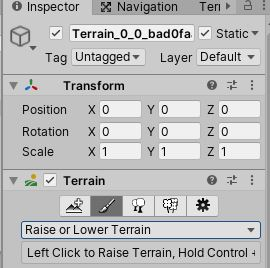 Inspector Navigation Terr
Terrain_0_0_bad0fa Static
Tag Untagged Layer Default
Transform
Position X 0 Y 0 Z 0
Rotation X 0 Y 0 Z 0
Scale X 1 Y 1 Z 1
Terrain
Raise or Lower Terrain
Left Click to Raise Terrain, Hold Control +